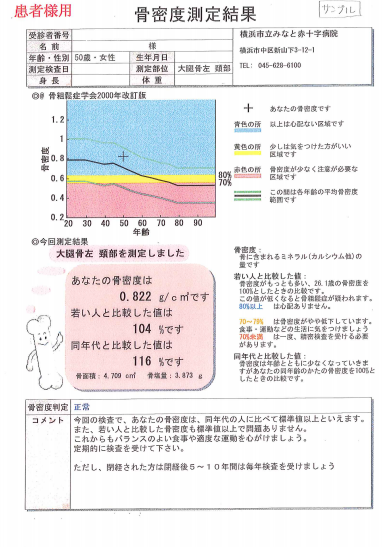 患者様用
骨密度測定結果
サンプル
受診者番号
名前 様
年齢・性別 50歳・女性 生年月日
測定検査日 測定部位 大腿骨左 頸部
身長 体重
横浜市立みなと赤十字病院
横浜市中区新山下3-12-1
TEL: 045-628-6100
◎# 骨粗鬆症学会2000年改訂版
骨密度
1.2
1
0.8
0.6
0.4
0.2
20 30 40 50 60 70 80 90
年齢
80%
70%
+ あなたの骨密度です
青色の所 以上は心配ない区域です
黄色の所 少しは気をつけた方がいい
区域です
赤色の所 骨密度が少なく注意が必要な
区域です
この間は各年齢の平均骨密度
範囲です
◎今回測定結果
大腿骨左 頸部を測定しました
あなたの骨密度は
0.822 g/c㎡です
若い人と比較した値は
104 %です
同年代と比較した値は
116 %です
骨面積: 4.709 c㎡ 骨塩量: 3.873 g
骨密度:
骨に含まれるミネラル(カルシウム他)の
量です
若い人と比較した値:
骨密度がもっとも多い、26.1歳の骨密度を
100%としたときの比較です。
この値が低くなると骨粗鬆症が疑われます。
80%以上 は心配ありません。
70~79% は骨密度がやや低下しています。
食事・運動などの生活に気をつけましょう
70%未満 は一度、精密検査を受ける必要
があります。
同年代と比較した値:
骨密度は年齢とともに少なくなっていきま
すがあなたの同年齢のかたの骨密度を100%と
したときの比較です。
骨密度判定 正常
コメント 今回の検査で、あなたの骨密度は、同年代の人に比べて標準値以上といえます。
また、若い人と比較した骨密度も標準値以上で問題ありません。
これからもバランスのよい食事や適度な運動を心がけましょう。
定期的に検査を受けて下さい。
ただし、閉経された方は閉経後5~10年間は毎年検査を受けましょう